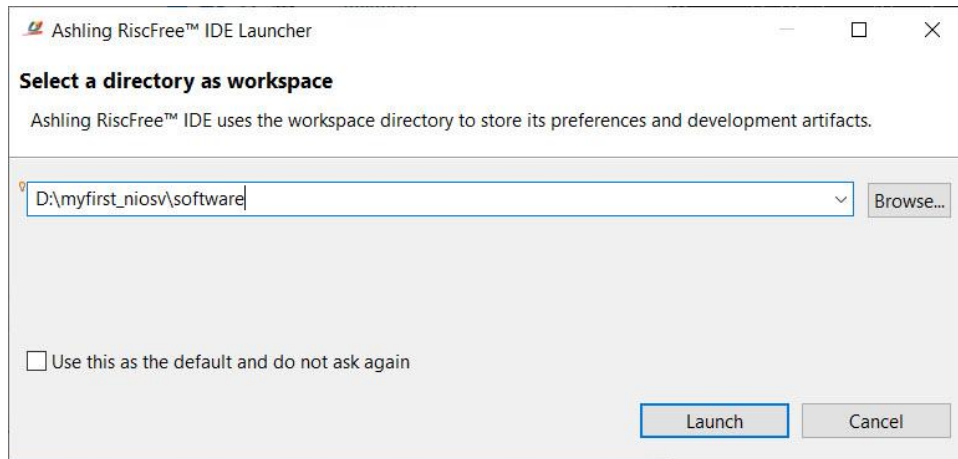 Ashling RiscFree™ IDE Launcher
Select a directory as workspace
Ashling RiscFree™ IDE uses the workspace directory to store its preferences and development artifacts.
D:\myfirst_niosv\software
Browse...
Use this as the default and do not ask again
Launch
Cancel